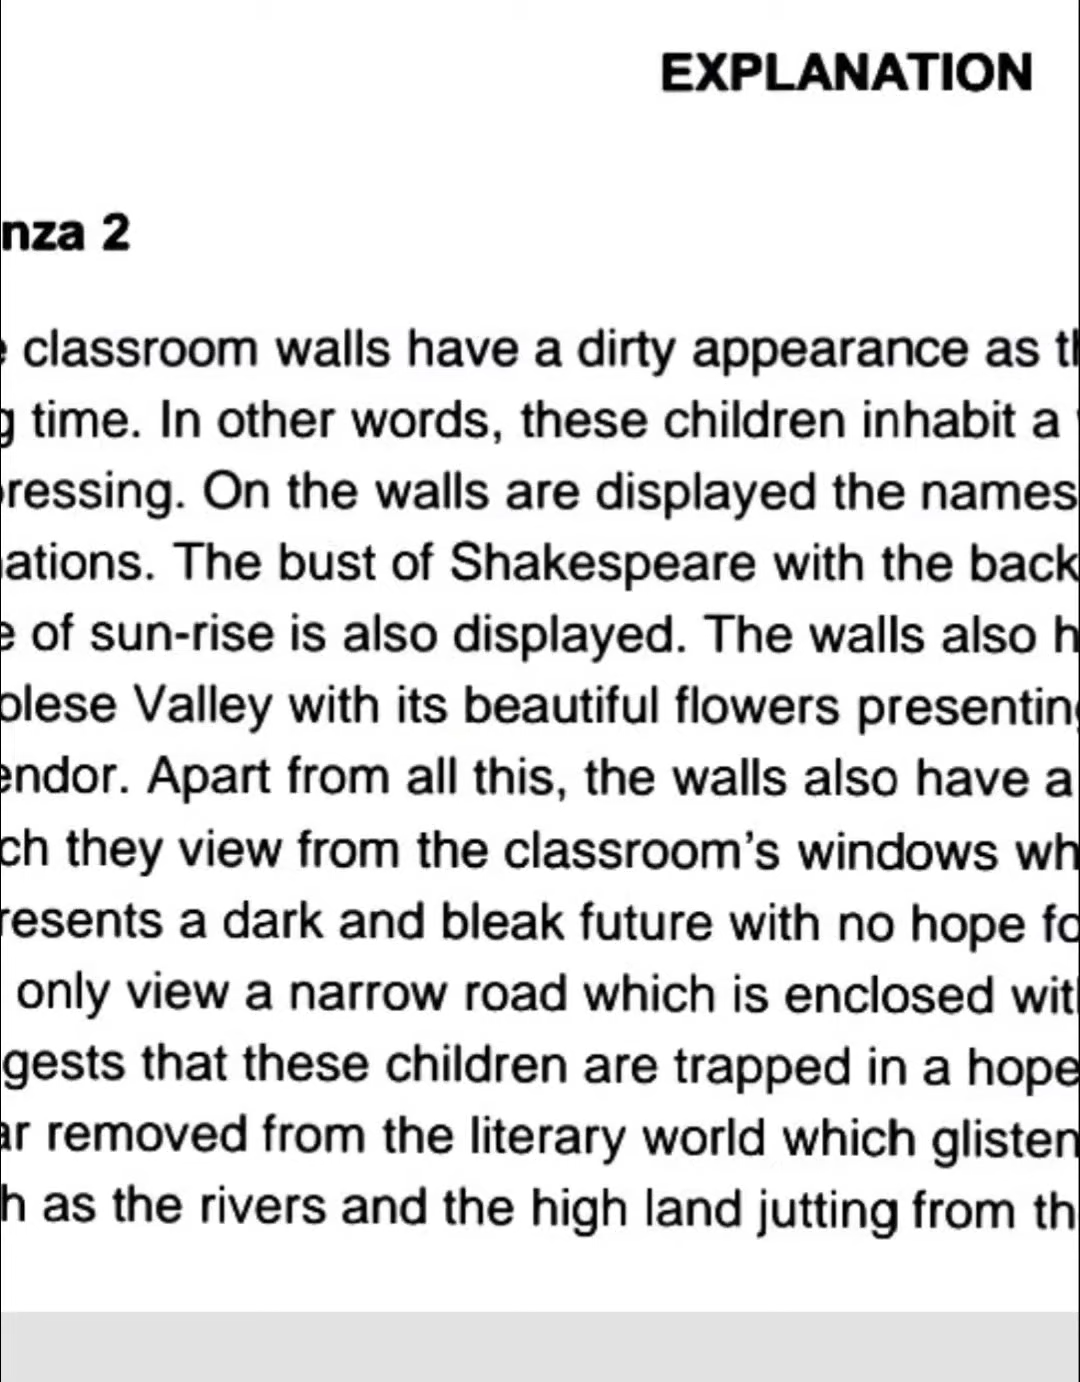 EXPLANATION
nza 2
classroom walls have a dirty appearance as
time. In other words, these children inhabit a
ressing. On the walls are displayed the names
ations. The bust of Shakespeare with the back
of sun-rise is also displayed. The walls also h
olese Valley with its beautiful flowers presentin
endor. Apart from all this, the walls also have a
ch they view from the classroom's windows wh
resents a dark and bleak future with no hope fo
only view a narrow road which is enclosed wit
gests that these children are trapped in a hope
ar removed from the literary world which glisten
h as the rivers and the high land jutting from th